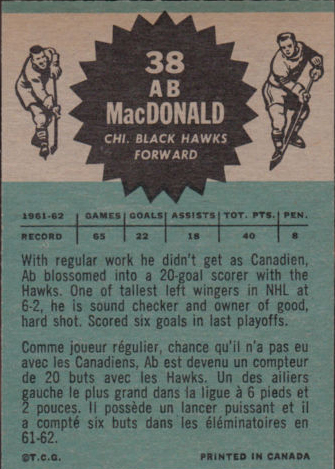 38
AB
MacDONALD
CHI. BLACK HAWKS
FORWARD
1961-62 GAMES GOALS ASSISTS TOT. PTS. PEN.
RECORD 65 22 18 40 8
With regular work he didn't get as Canadien,
Ab blossomed into a 20-goal scorer with the
Hawks. One of tallest left wingers in NHL at
6-2, he is sound checker and owner of good,
hard shot. Scored six goals in last playoffs.
Comme joueur régulier, chance qu'il n'a pas eu
avec les Canadiens, Ab est devenu un compteur
de 20 buts avec les Hawks. Un des ailiers
gauche le plus grand dans la ligue à 6 pieds et
2 pouces. Il possède un lancer puissant et il
a compté six buts dans les éléminatoires en
61-62.
©T.C.G. PRINTED IN CANADA